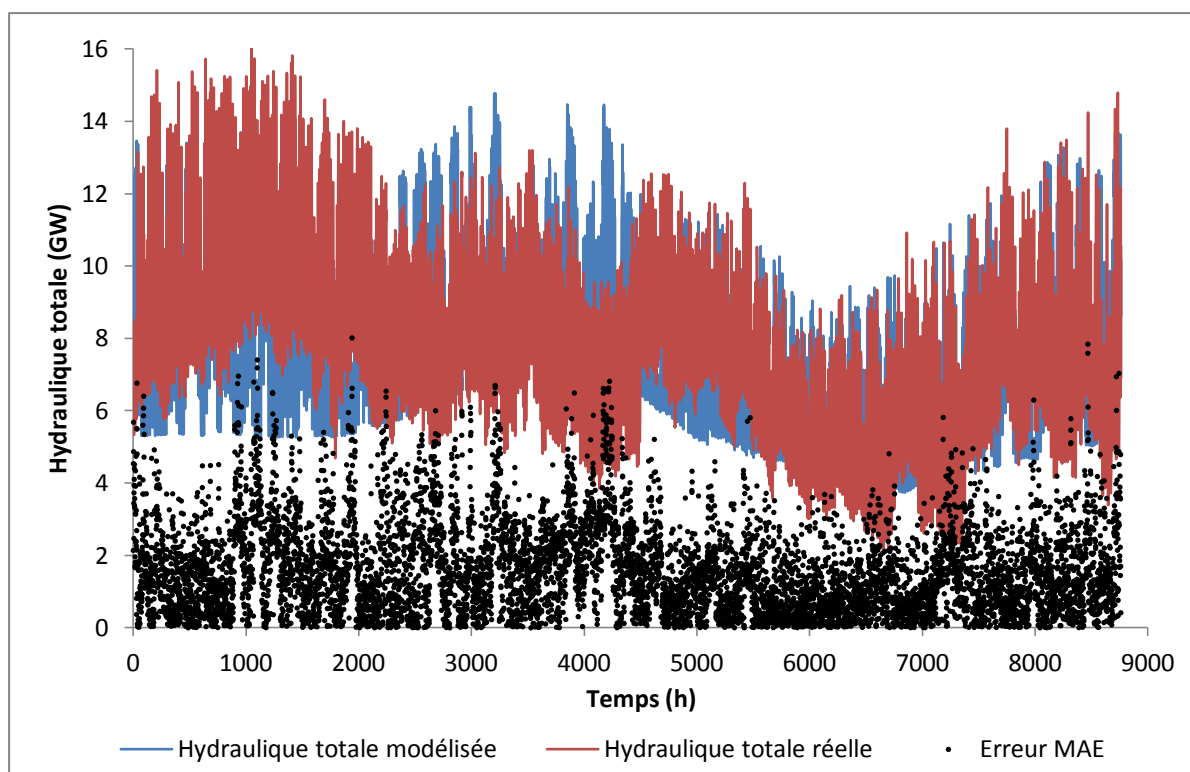 Hydraulique totale (GW)
16
14
12
10
8
6
4
2
0
0 1000 2000 3000 4000 5000 6000 7000 8000 9000
Temps (h)
Hydraulique totale modélisée Hydraulique totale réelle Erreur MAE